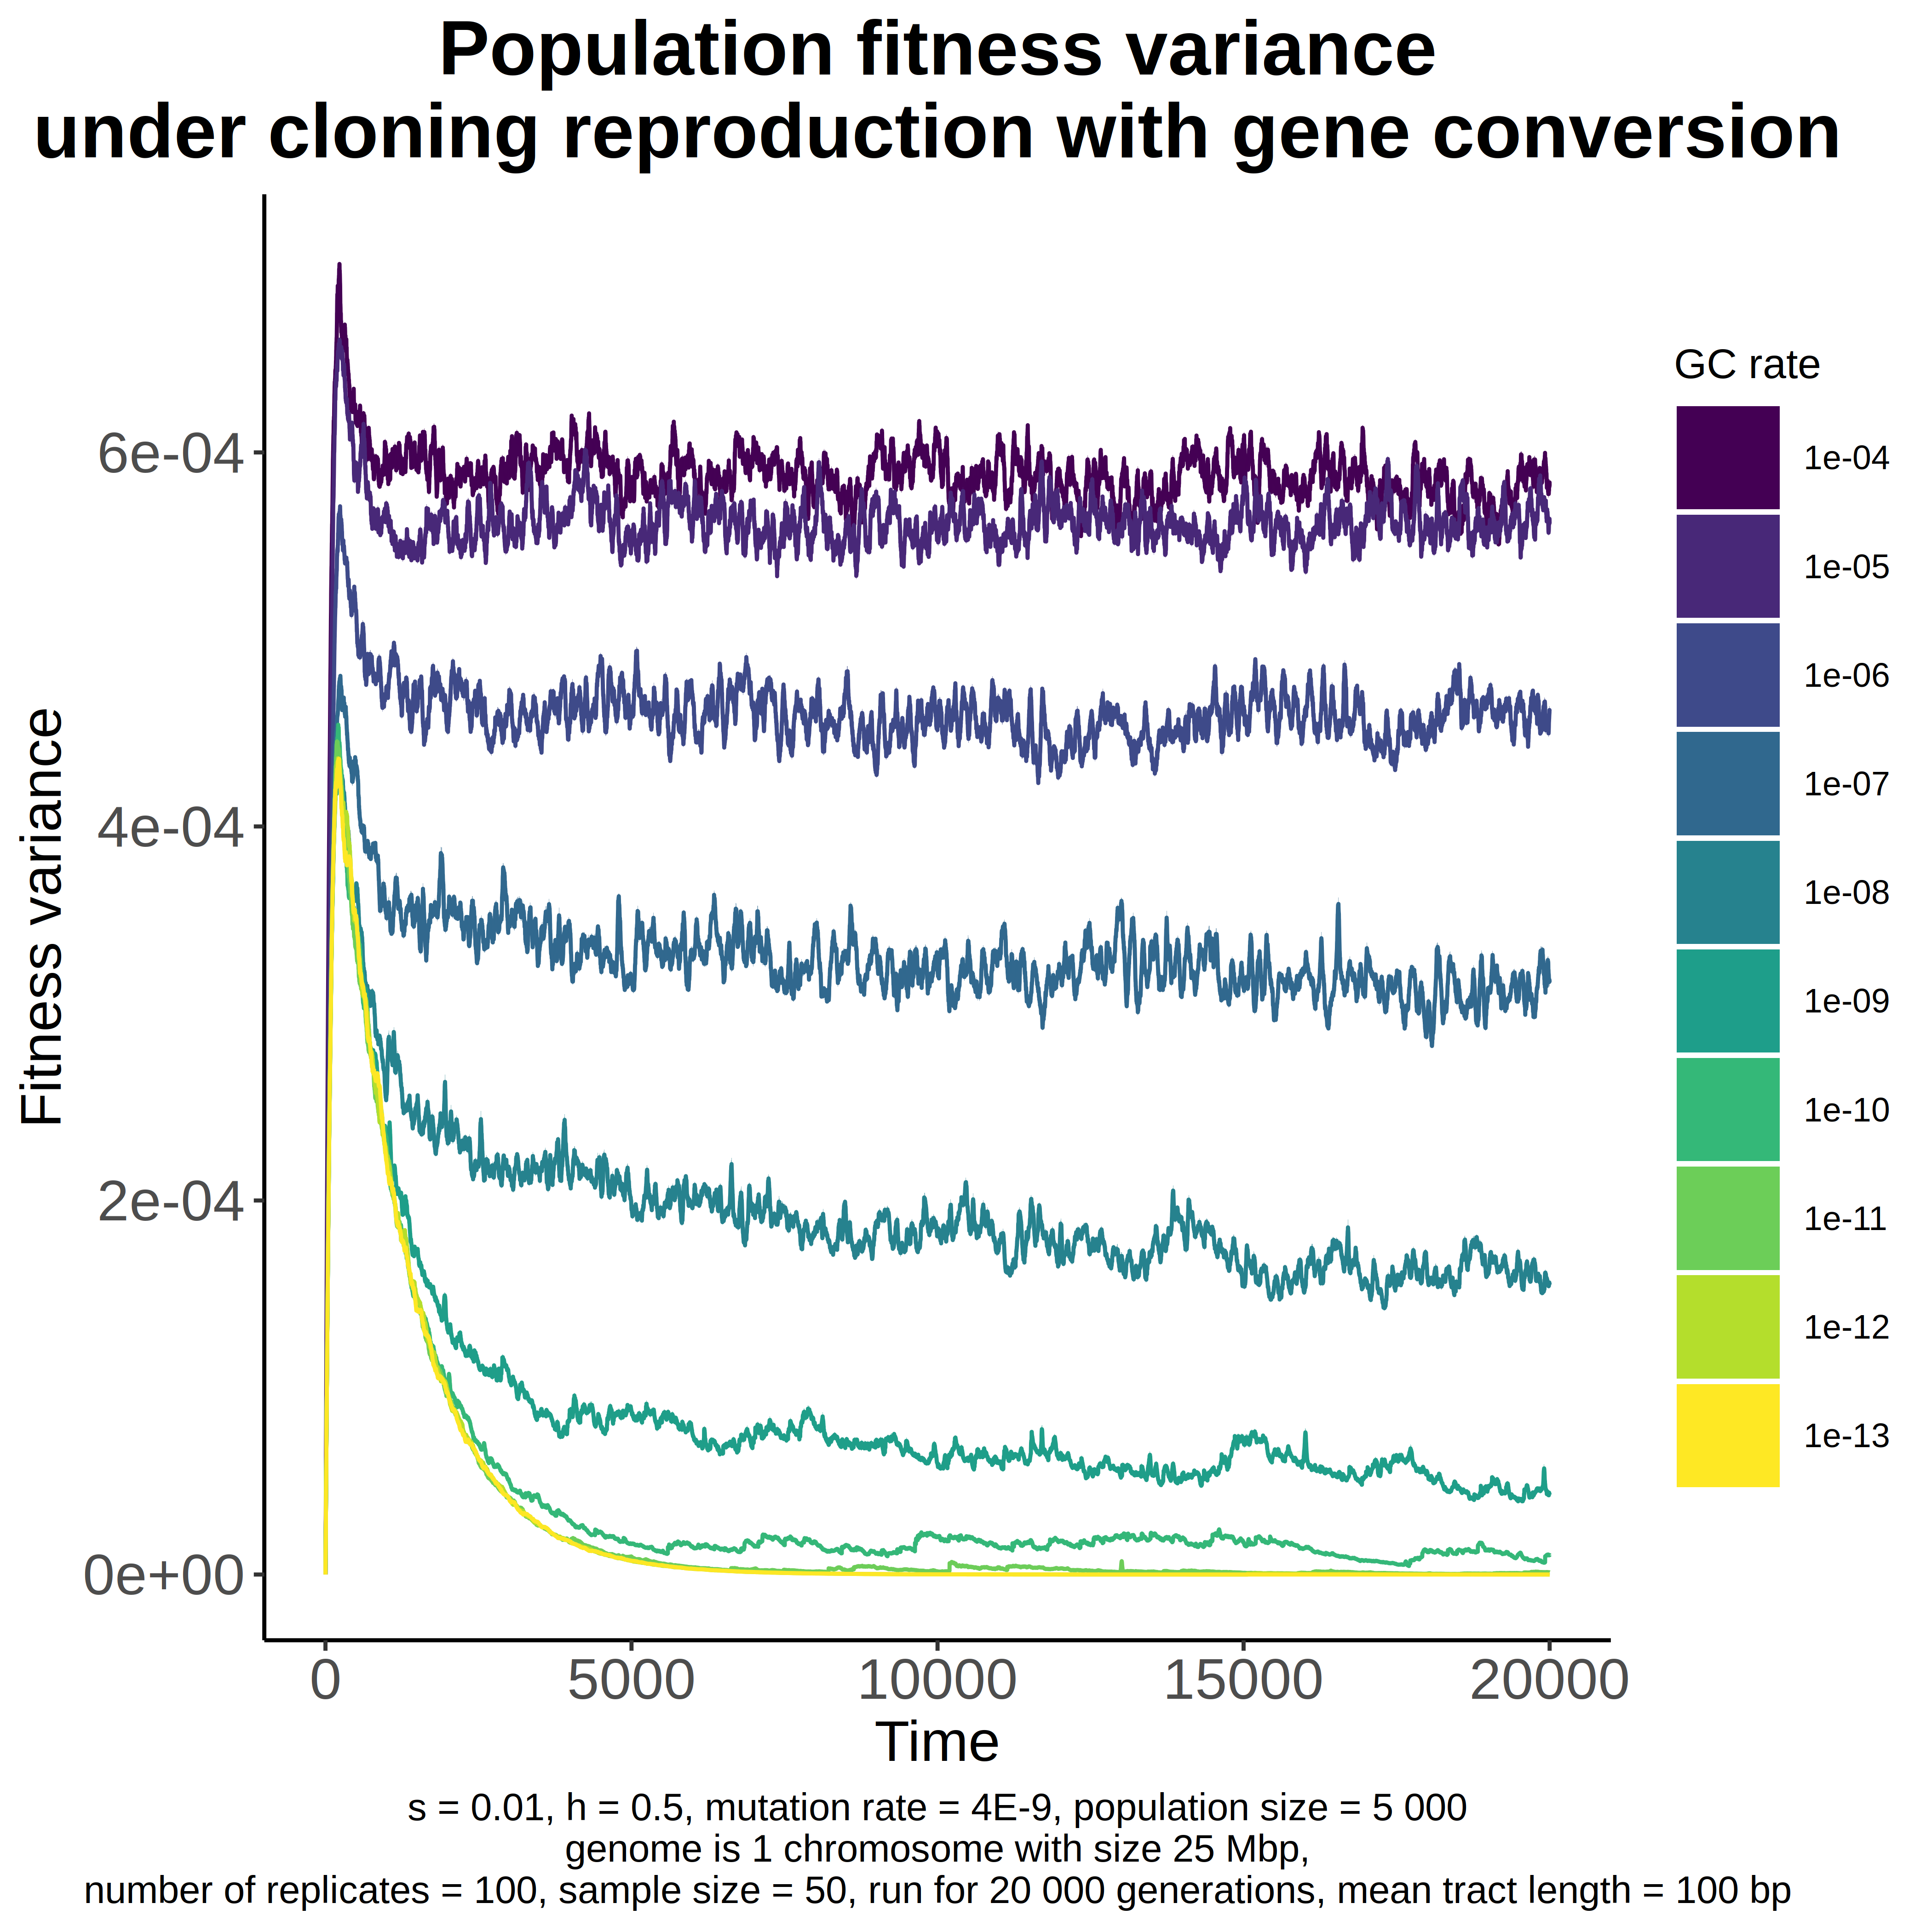 Population fitness variance
under cloning reproduction with gene conversion
Fitness variance
6e-04
4e-04
2e-04
0e+00
0
5000
10000
15000
20000
Time
GC rate
1e-04
1e-05
1e-06
1e-07
1e-08
1e-09
1e-10
1e-11
1e-12
1e-13
s = 0.01, h = 0.5, mutation rate = 4E-9, population size = 5 000
genome is 1 chromosome with size 25 Mbp,
number of replicates = 100, sample size = 50, run for 20 000 generations, mean tract length = 100 bp